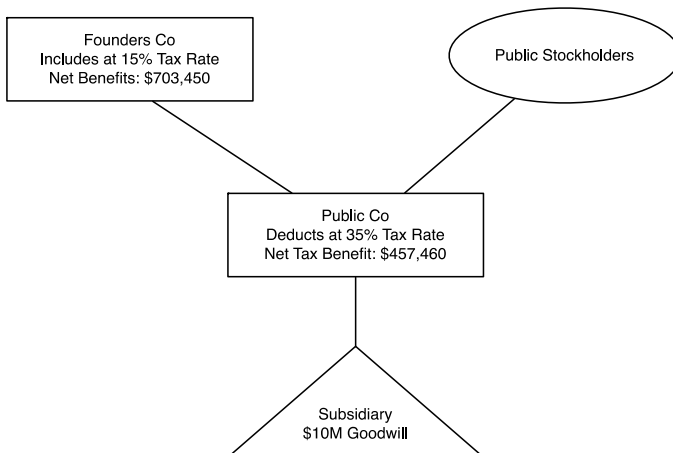 Founders Co
Includes at 15% Tax Rate
Net Benefits: $703,450
Public Stockholders
Public Co
Deducts at 35% Tax Rate
Net Tax Benefit: $457,460
Subsidiary
$10M Goodwill